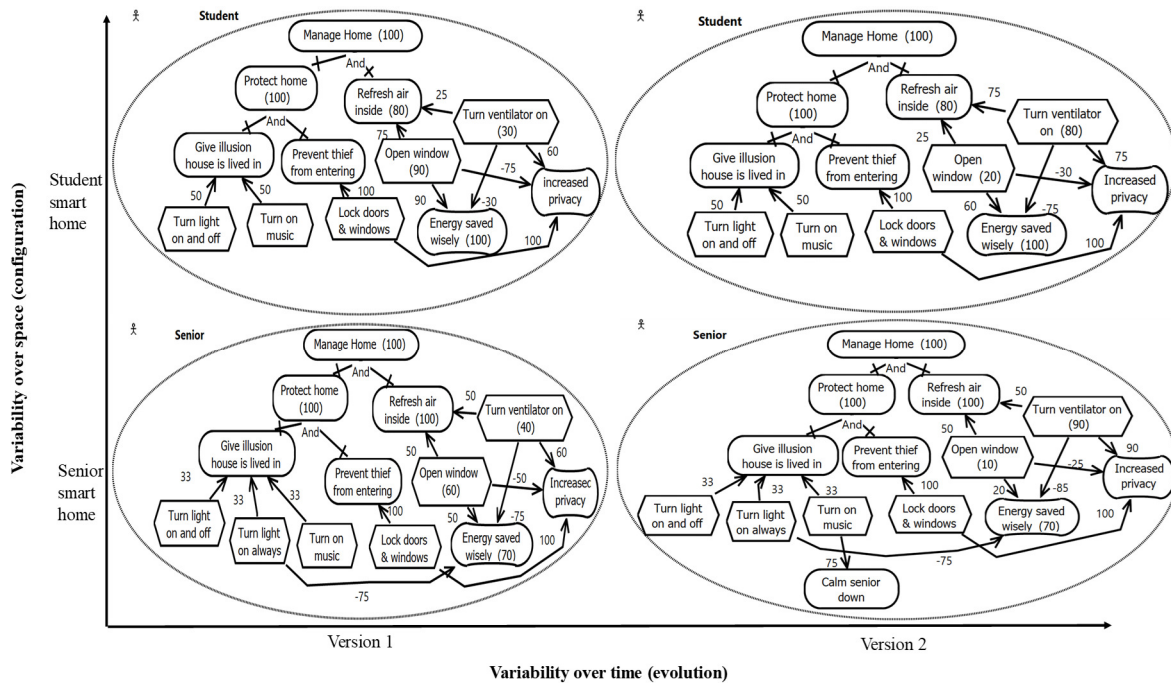 Variability over space (configuration)
Student
smart
home
Senior
smart
home
Student
Manage Home (100)
And
Protect home
(100)
Refresh air
inside (80)
25
Turn ventilator on
(30)
And
75
60
Give illusion
house is lived in
Prevent thief
from entering
Open window
(90)
-75
increased
privacy
50
50
100
90
-30
Turn light
on and off
Turn on
music
Lock doors
& windows
Energy saved
wisely (100)
100
Student
Manage Home (100)
And
Protect home
(100)
Refresh air
inside (80)
75
Turn ventilator
on (80)
And
25
75
Give illusion
house is lived in
Prevent thief
from entering
Open
window (20)
-30
Increased
privacy
50
50
100
60
-75
Turn light
on and off
Turn on
music
Lock doors
& windows
Energy saved
wisely (100)
100
Senior
Manage Home (100)
And
Protect home
(100)
Refresh air
inside (100)
50
Turn ventilator on
(40)
And
50
60
Give illusion
house is lived in
Prevent thief
from entering
Open window
(60)
-50
Increased
privacy
33
33
33
100
50
-75
Turn light
on and off
Turn light
on always
Turn on
music
Lock doors
& windows
Energy saved
wisely (70)
100
-75
Senior
Manage Home (100)
And
Protect home
(100)
Refresh air
inside (100)
50
Turn ventilator on
(90)
And
50
90
Give illusion
house is lived in
Prevent thief
from entering
Open window
(10)
-25
Increased
privacy
33
33
33
100
20
-85
Turn light
on and off
Turn light
on always
Turn on
music
Lock doors
& windows
Energy saved
wisely (70)
100
75
-75
Calm senior
down
Version 1
Version 2
Variability over time (evolution)